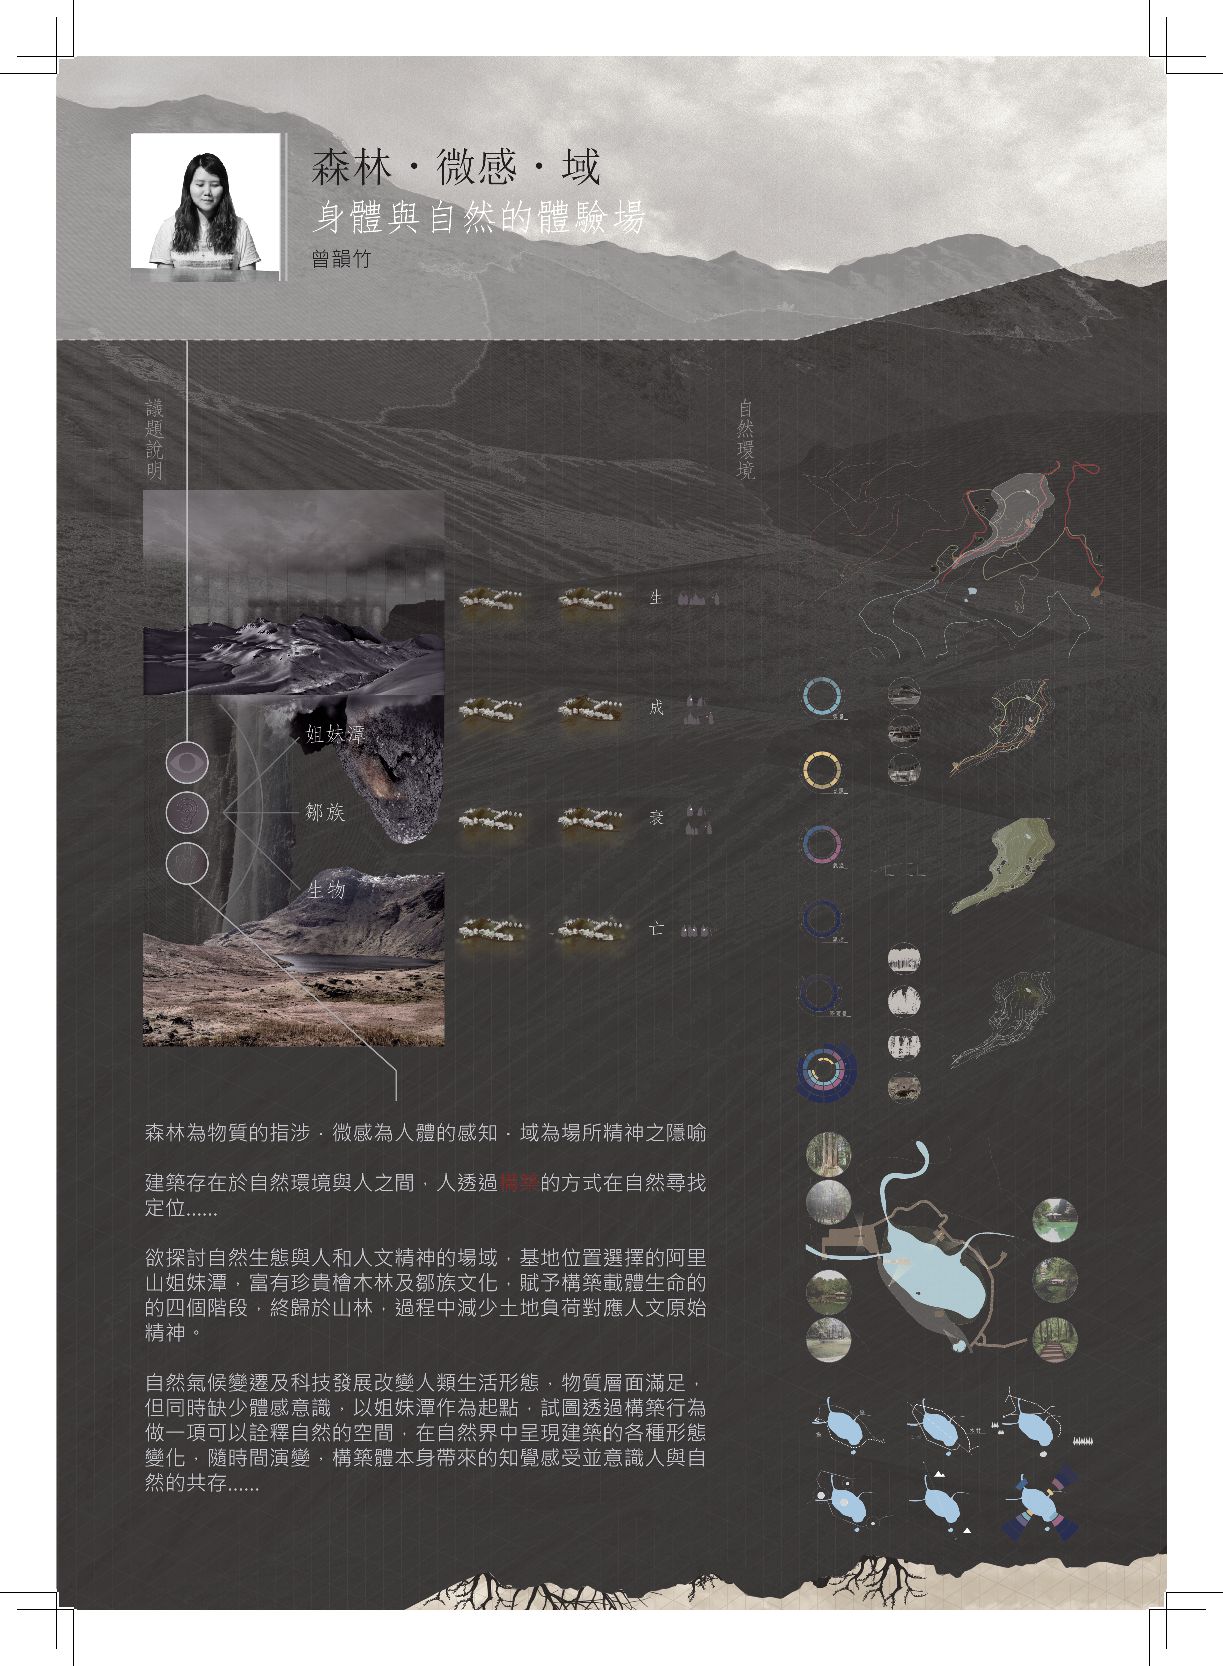 森林・微感・域
身體與自然的體驗場
曾韻竹
議題說明
自然環境
生
成
衰
亡
姐妹潭
鄒族
生物
森林為物質的指涉．微感為人體的感知．域為場所精神之隱喻
建築存在於自然環境與人之間，人透過構築的方式在自然尋找
定位......
欲探討自然生態與人和人文精神的場域，基地位置選擇的阿里
山姐妹潭，富有珍貴檜木林及鄒族文化，賦予構築載體生命的
的四個階段，終歸於山林，過程中減少土地負荷對應人文原始
精神。
自然氣候變遷及科技發展改變人類生活形態，物質層面滿足，
但同時缺少體感意識，以姐妹潭作為起點，試圖透過構築行為
做一項可以詮釋自然的空間，在自然界中呈現建築的各種形態
變化，隨時間演變，構築體本身帶來的知覺感受並意識人與自
然的共存......